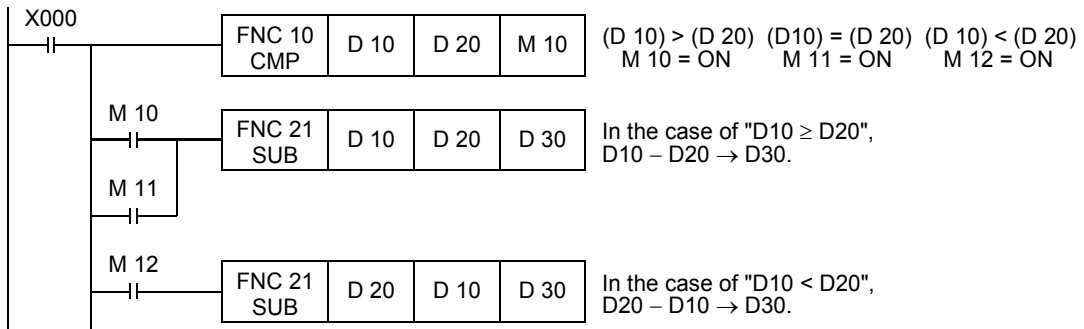 X000
FNC 10
CMP
D 10
D 20
M 10
(D 10) > (D 20) (D10) = (D 20) (D 10) < (D 20)
M 10 = ON M 11 = ON M 12 = ON
M 10
FNC 21
SUB
D 10
D 20
D 30
In the case of "D10 ≥ D20",
D10 − D20 → D30.
M 11
M 12
FNC 21
SUB
D 20
D 10
D 30
In the case of "D10 < D20",
D20 − D10 → D30.